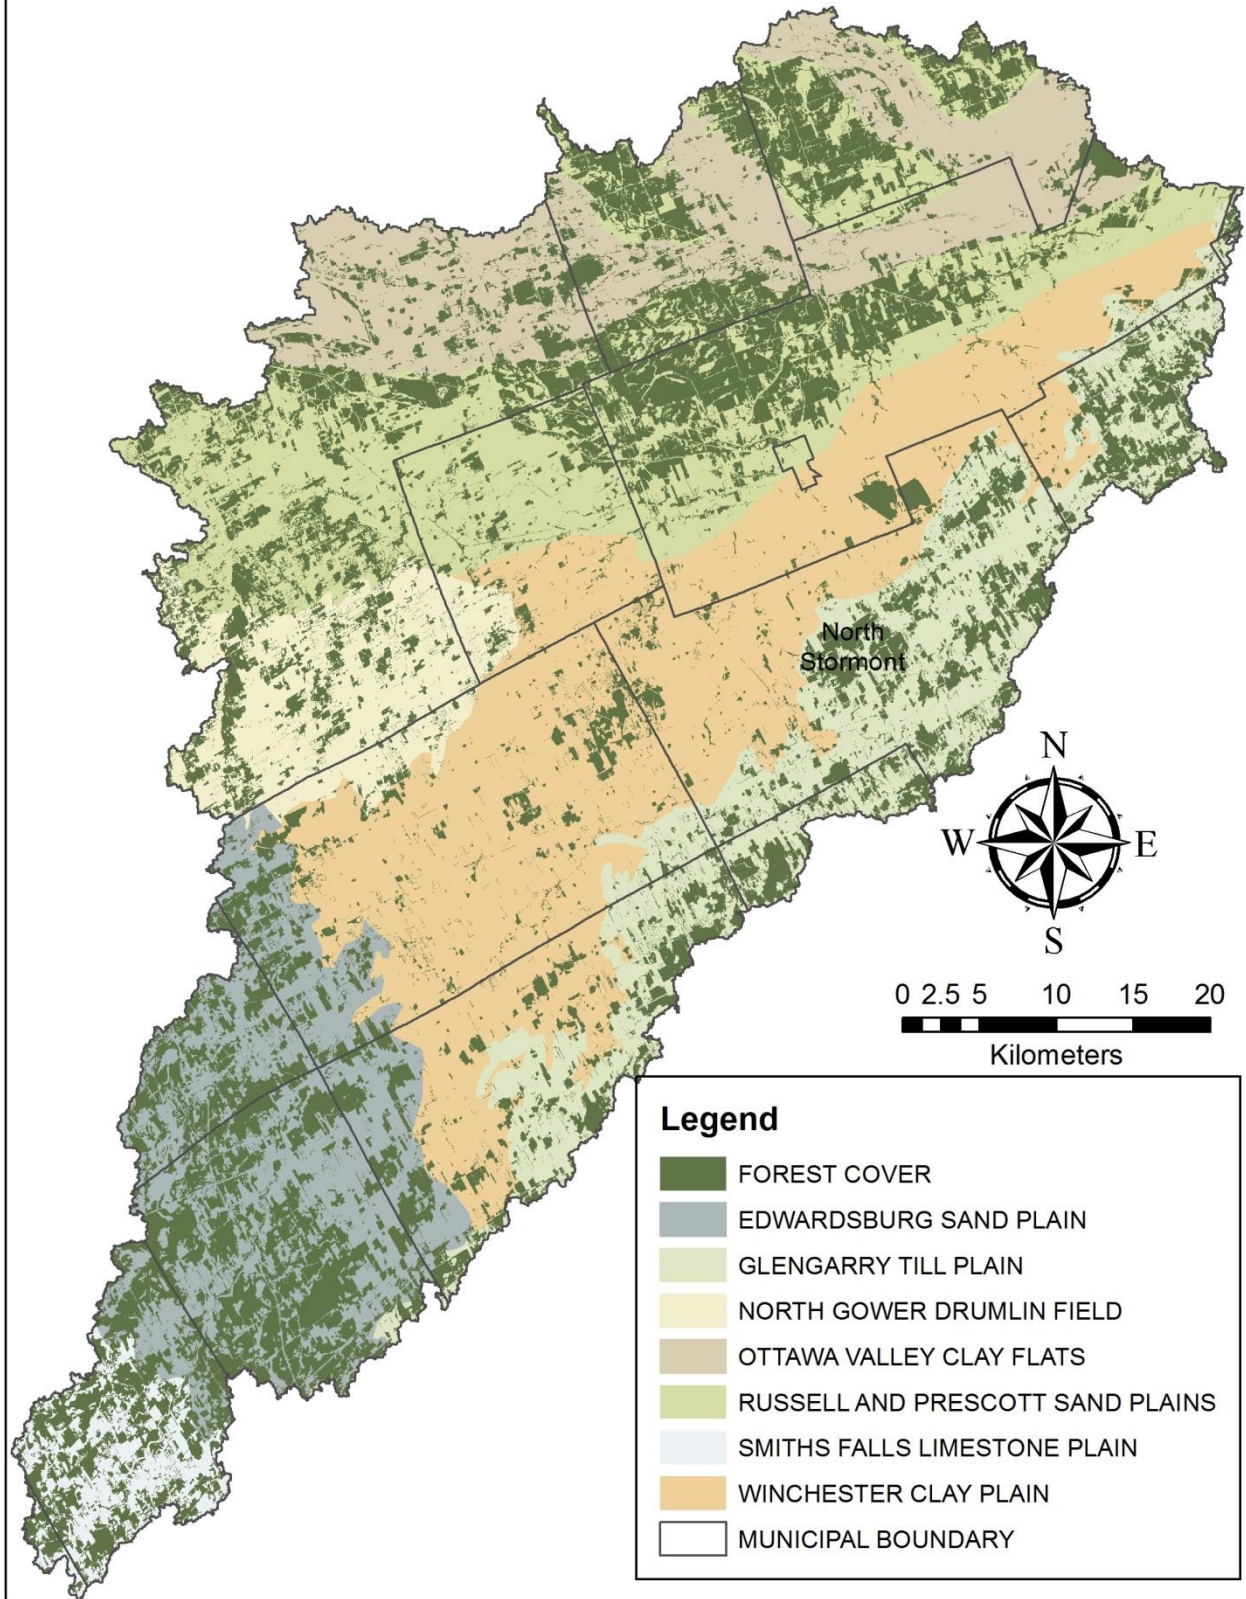 North
Stormont
N
W
E
S
0 2.5 5 10 15 20
Kilometers
Legend
FOREST COVER
EDWARDSBURG SAND PLAIN
GLENGARRY TILL PLAIN
NORTH GOWER DRUMLIN FIELD
OTTAWA VALLEY CLAY FLATS
RUSSELL AND PRESCOTT SAND PLAINS
SMITHS FALLS LIMESTONE PLAIN
WINCHESTER CLAY PLAIN
MUNICIPAL BOUNDARY